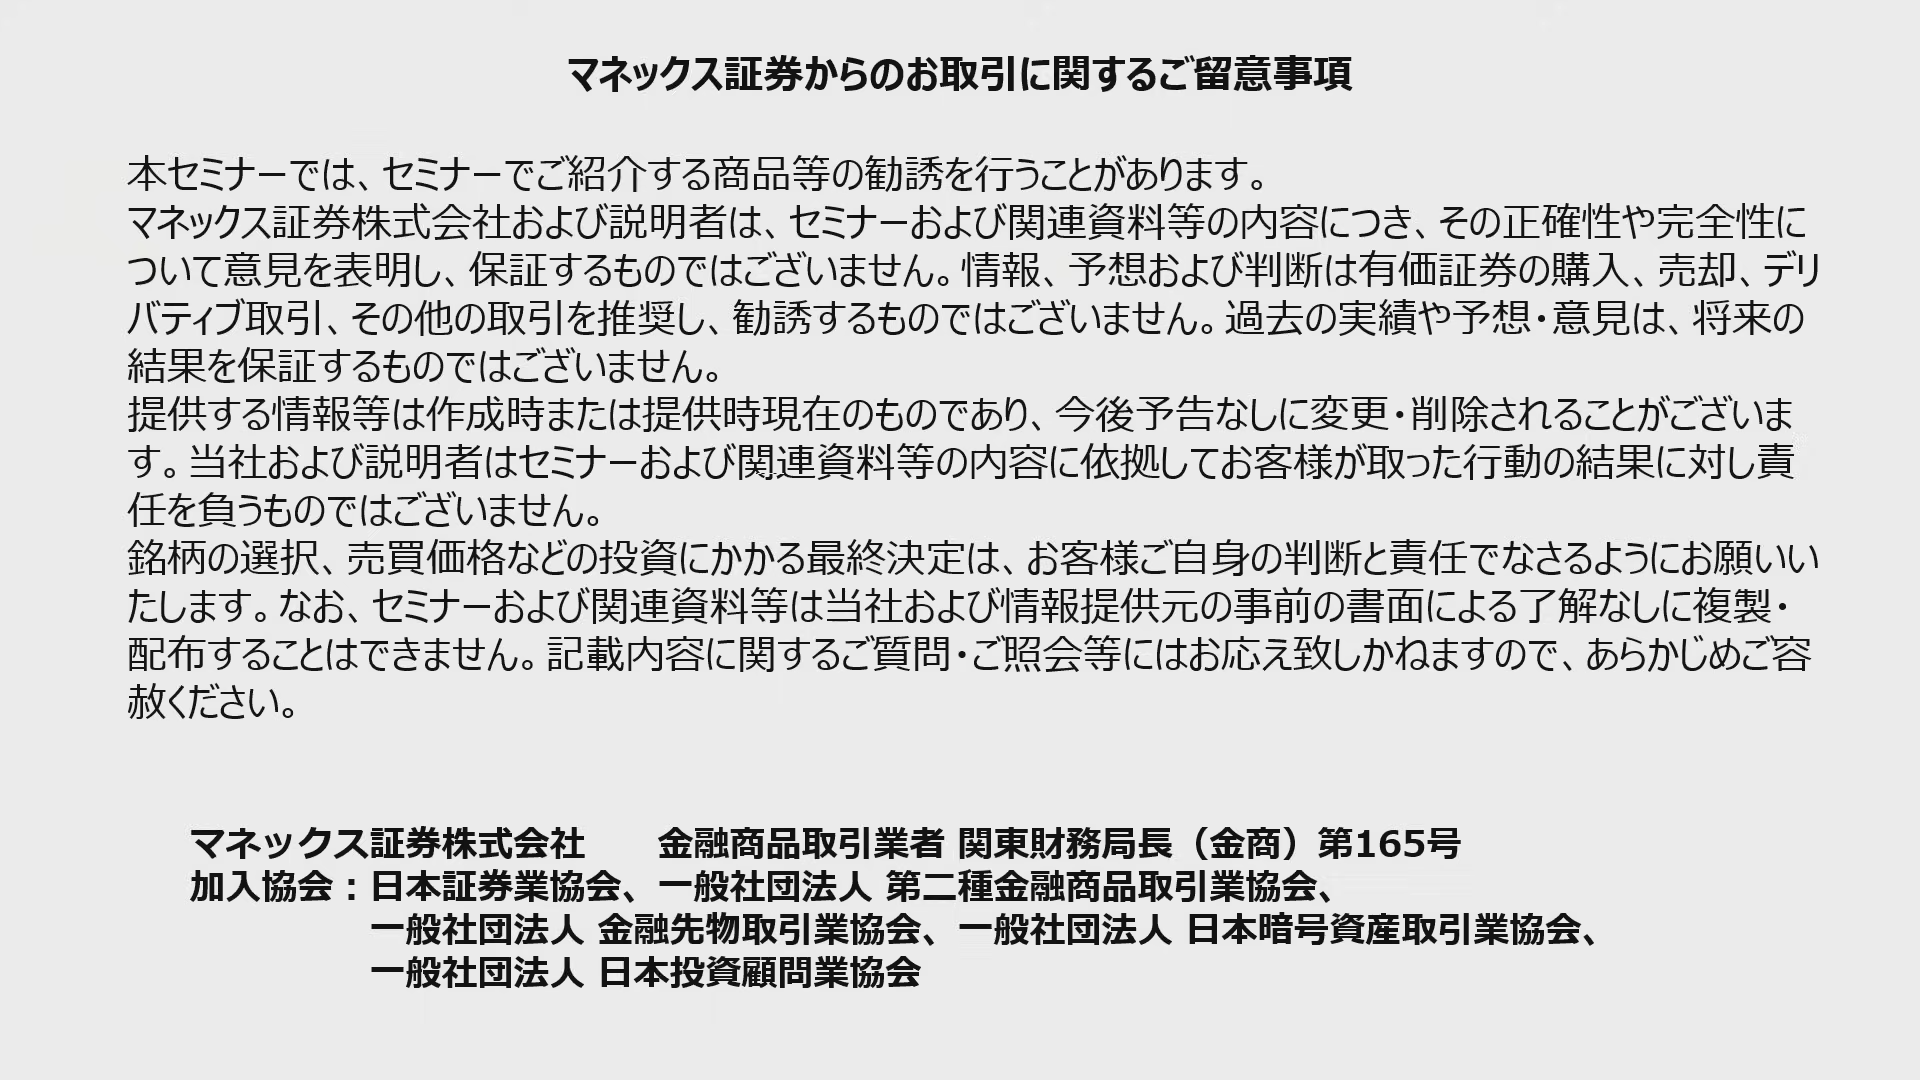 マネックス証券からのお取引に関するご留意事項
本セミナーでは、セミナーでご紹介する商品等の勧誘を行うことがあります。
マネックス証券株式会社および説明者は、セミナーおよび関連資料等の内容につき、その正確性や完全性に
ついて意見を表明し、保証するものではございません。情報、予想および判断は有価証券の購入、売却、デリ
バティブ取引、その他の取引を推奨し、勧誘するものではございません。過去の実績や予想・意見は、将来の
結果を保証するものではございません。
提供する情報等は作成時または提供時現在のものであり、今後予告なしに変更・削除されることがございま
す。当社および説明者はセミナーおよび関連資料等の内容に依拠してお客様が取った行動の結果に対し責
任を負うものではございません。
銘柄の選択、売買価格などの投資にかかる最終決定は、お客様ご自身の判断と責任でなさるようにお願いい
たします。なお、セミナーおよび関連資料等は当社および情報提供元の事前の書面による了解なしに複製・
配布することはできません。記載内容に関するご質問・ご照会等にはお応え致しかねますので、あらかじめご容
赦ください。
マネックス証券株式会社　　金融商品取引業者 関東財務局長（金商）第165号
加入協会：日本証券業協会、一般社団法人 第二種金融商品取引業協会、
一般社団法人 金融先物取引業協会、一般社団法人 日本暗号資産取引業協会、
一般社団法人 日本投資顧問業協会